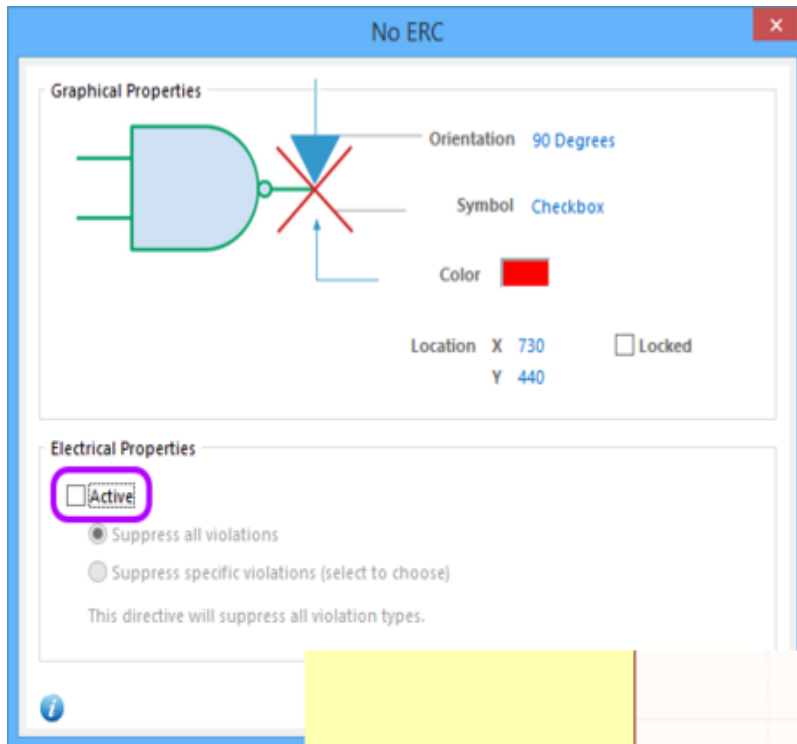 No ERC
Graphical Properties
Orientation 90 Degrees
Symbol Checkbox
Color
Location X 730 Locked
Y 440
Electrical Properties
Active
Suppress all violations
Suppress specific violations (select to choose)
This directive will suppress all violation types.